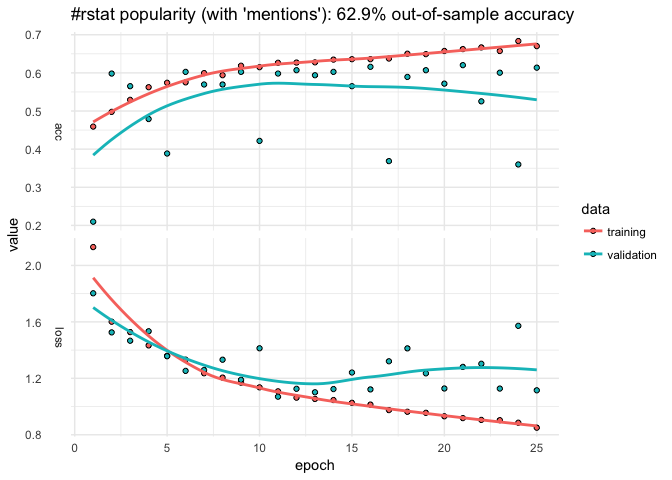 #rstat popularity (with 'mentions'): 62.9% out-of-sample accuracy
0.7
0.6
0.5
0.4
0.3
0.2
acc
value
2.0
1.6
1.2
0.8
loss
0
5
10
15
20
25
epoch
data
training
validation